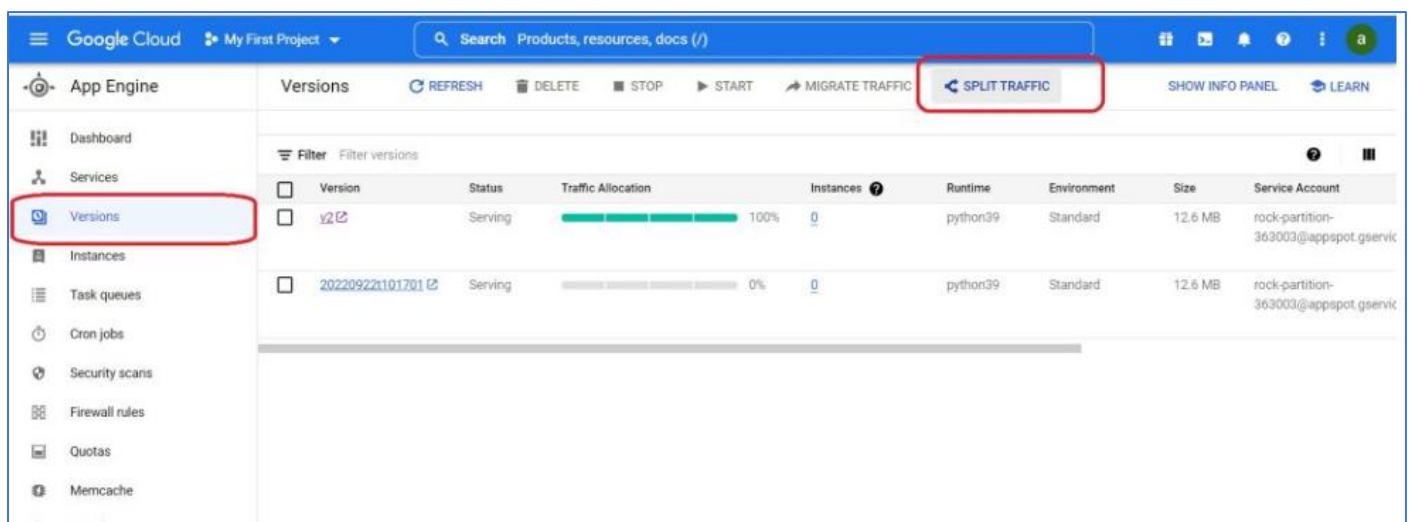 Google Cloud My First Project Search Products, resources, docs (/) a
App Engine Versions REFRESH DELETE STOP START MIGRATE TRAFFIC SPLIT TRAFFIC SHOW INFO PANEL LEARN
Dashboard
Services
Versions
Instances
Task queues
Cron jobs
Security scans
Firewall rules
Quotas
Memcache
Filter Filter versions
Version Status Traffic Allocation Instances Runtime Environment Size Service Account
v2 Serving 100% 0 python39 Standard 12.6 MB rock-partition-
363003@appspot.gservic
20220922t101701 Serving 0% 0 python39 Standard 12.6 MB rock-partition-
363003@appspot.gservic